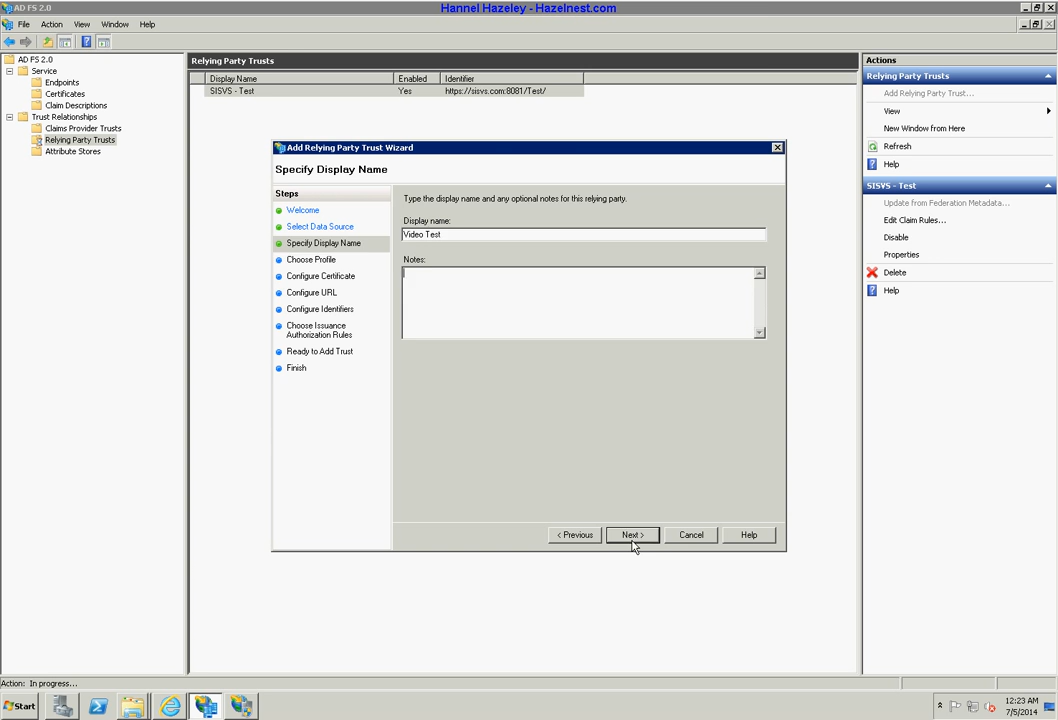 AD FS 2.0
Hannel Hazeley - Hazelnest.com
File Action View Window Help
AD FS 2.0
Service
Endpoints
Certificates
Claim Descriptions
Trust Relationships
Claims Provider Trusts
Relying Party Trusts
Attribute Stores
Relying Party Trusts
Display Name Enabled Identifier
SISVS - Test Yes https://sisvs.com:8081/Test/
Add Relying Party Trust Wizard
Specify Display Name
Steps
Welcome
Select Data Source
Specify Display Name
Choose Profile
Configure Certificate
Configure URL
Configure Identifiers
Choose Issuance
Authorization Rules
Ready to Add Trust
Finish
Type the display name and any optional notes for this relying party.
Display name:
Video Test
Notes:
< Previous Next > Cancel Help
Actions
Relying Party Trusts
Add Relying Party Trust...
View
New Window from Here
Refresh
Help
SISVS - Test
Update from Federation Metadata...
Edit Claim Rules...
Disable
Properties
Delete
Help
Action: In progress...
Start
12:23 AM
7/5/2014